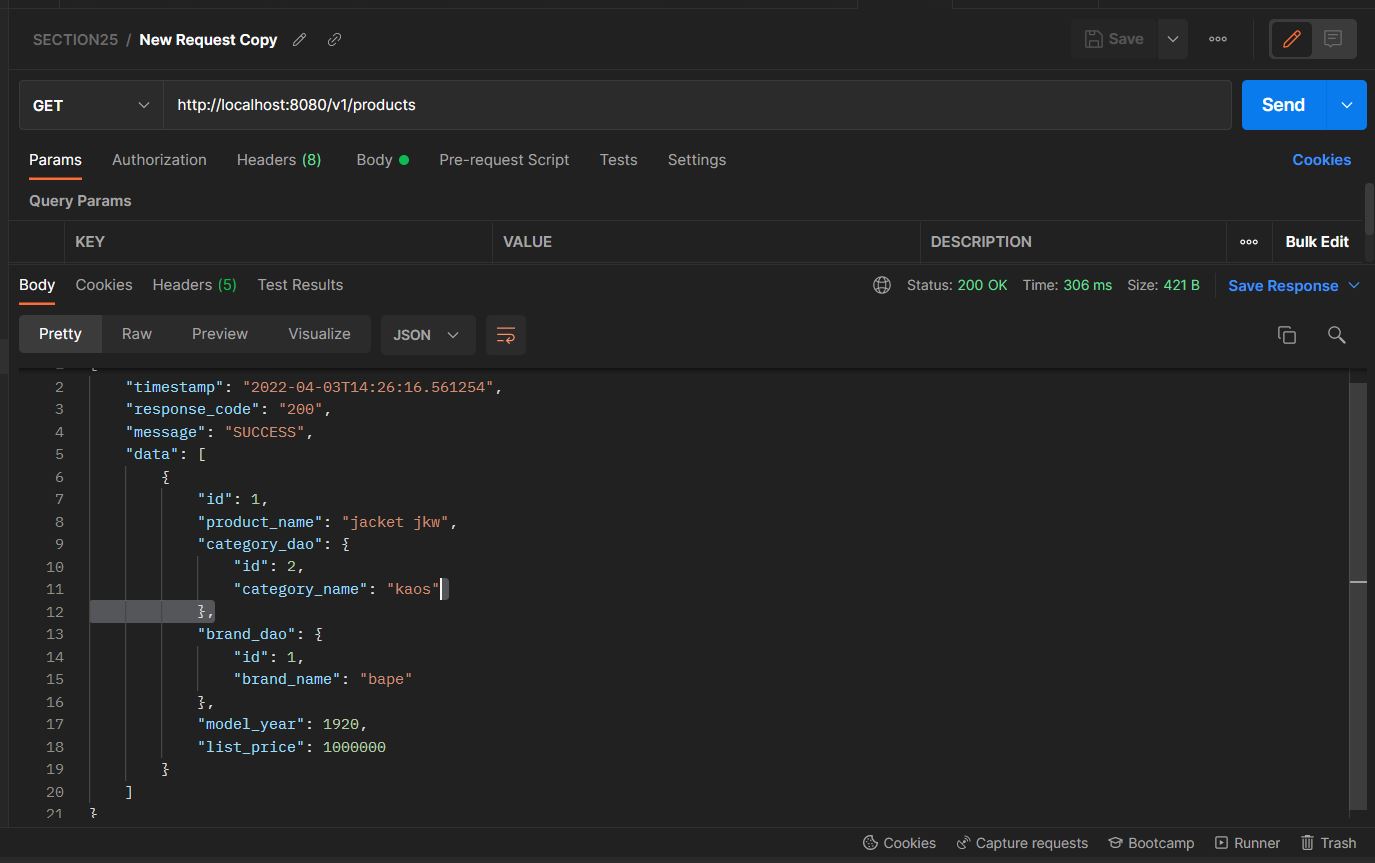 SECTION25 / New Request Copy Save
GET http://localhost:8080/v1/products Send
Params Authorization Headers (8) Body Pre-request Script Tests Settings Cookies
Query Params
KEY VALUE DESCRIPTION Bulk Edit
Body Cookies Headers (5) Test Results Status: 200 OK Time: 306 ms Size: 421 B Save Response
Pretty Raw Preview Visualize JSON
2 "timestamp": "2022-04-03T14:26:16.561254",
3 "response_code": "200",
4 "message": "SUCCESS",
5 "data": [
6 {
7 "id": 1,
8 "product_name": "jacket jkw",
9 "category_dao": {
10 "id": 2,
11 "category_name": "kaos"
12 },
13 "brand_dao": {
14 "id": 1,
15 "brand_name": "bape"
16 },
17 "model_year": 1920,
18 "list_price": 1000000
19 }
20 ]
21 }
Cookies Capture requests Bootcamp Runner Trash